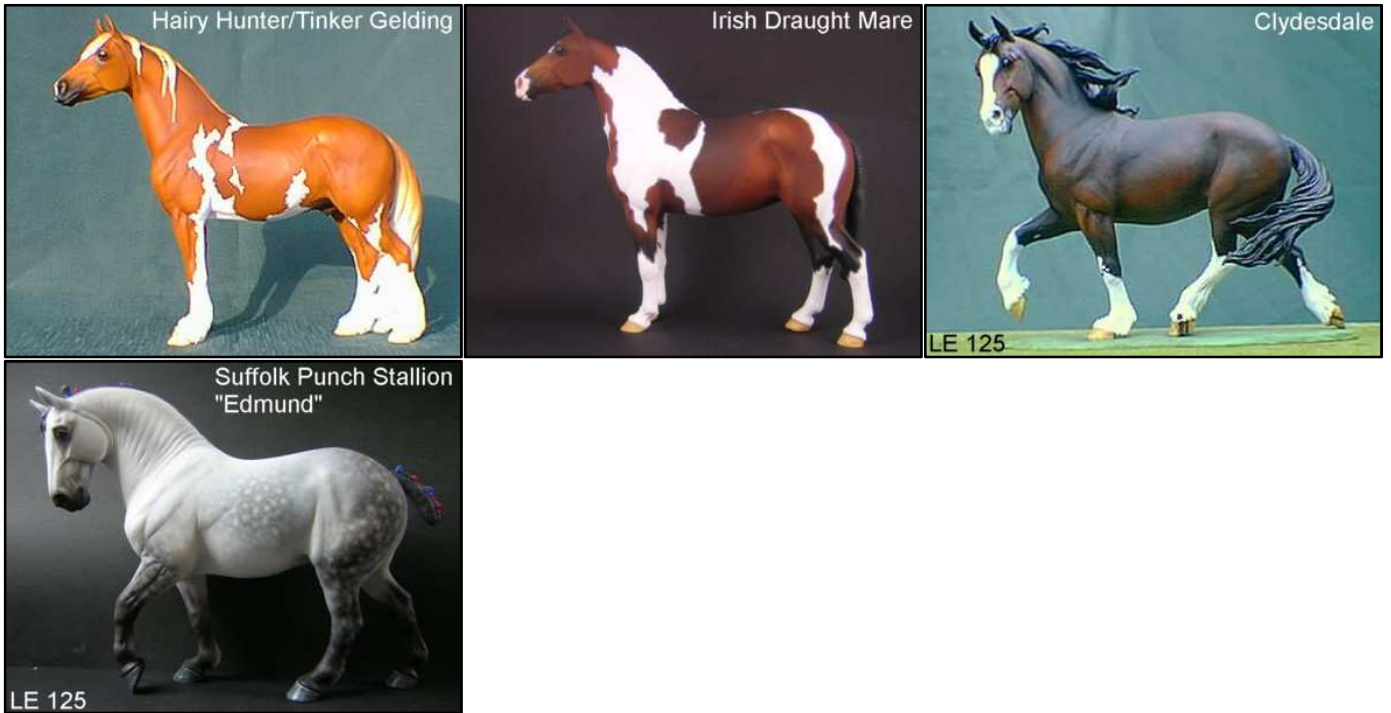 Hairy Hunter/Tinker Gelding
Irish Draught Mare
Clydesdale
LE 125
Suffolk Punch Stallion
"Edmund"
LE 125